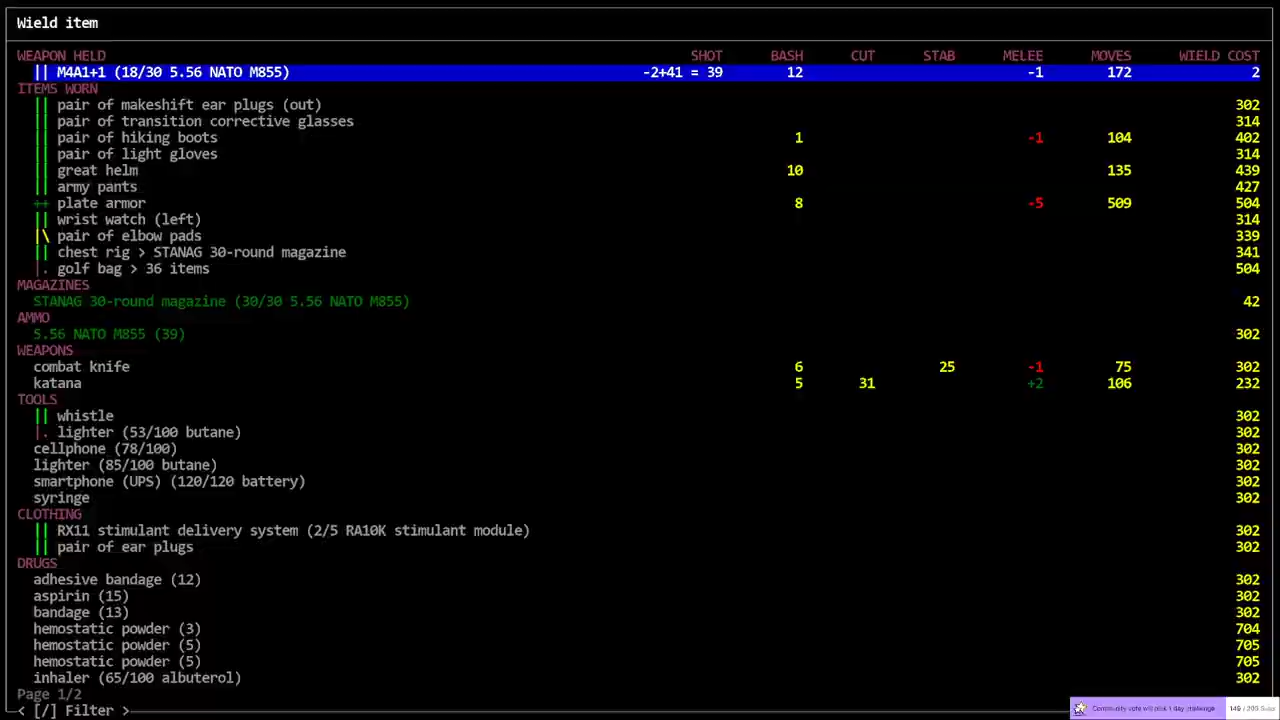 Wield item
WEAPON HELD SHOT BASH CUT STAB MELEE MOVES WIELD COST
|| M4A1+1 (18/30 5.56 NATO M855) -2+41 = 39 12 -1 172 2
ITEMS WORN
|| pair of makeshift ear plugs (out) 302
|| pair of transition corrective glasses 314
|| pair of hiking boots 1 -1 104 402
|| pair of light gloves 314
|| great helm 10 135 439
|| army pants 427
++ plate armor 8 -5 509 504
|| wrist watch (left) 314
|\ pair of elbow pads 339
|| chest rig > STANAG 30-round magazine 341
|. golf bag > 36 items 504
MAGAZINES
STANAG 30-round magazine (30/30 5.56 NATO M855) 42
AMMO
5.56 NATO M855 (39) 302
WEAPONS
combat knife 6 25 -1 75 302
katana 5 31 +2 106 232
TOOLS
|| whistle 302
|. lighter (53/100 butane) 302
cellphone (78/100) 302
lighter (85/100 butane) 302
smartphone (UPS) (120/120 battery) 302
syringe 302
CLOTHING
|| RX11 stimulant delivery system (2/5 RA10K stimulant module) 302
|| pair of ear plugs 302
DRUGS
adhesive bandage (12) 302
aspirin (15) 302
bandage (13) 302
hemostatic powder (3) 704
hemostatic powder (5) 705
hemostatic powder (5) 705
inhaler (65/100 albuterol) 302
Page 1/2
< [/] Filter >
Community vote will pick 1 day challenge